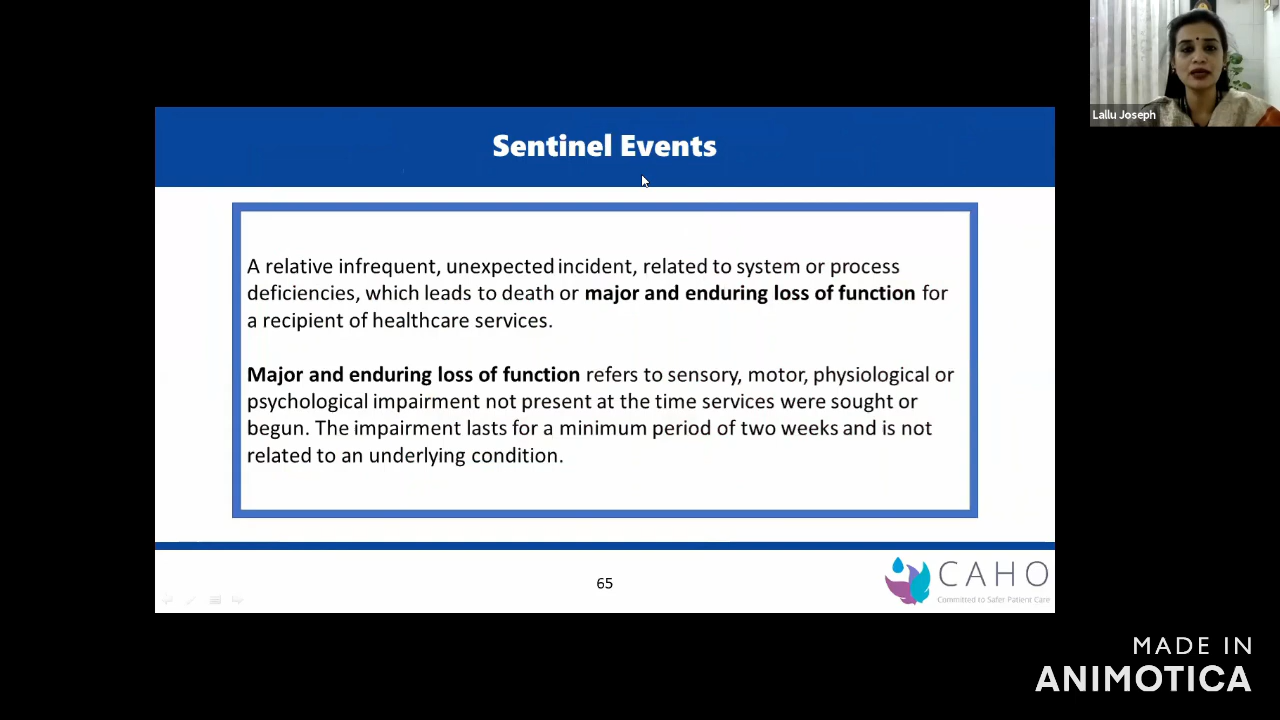 Lallu Joseph
Sentinel Events
A relative infrequent, unexpected incident, related to system or process
deficiencies, which leads to death or major and enduring loss of function for
a recipient of healthcare services.
Major and enduring loss of function refers to sensory, motor, physiological or
psychological impairment not present at the time services were sought or
begun. The impairment lasts for a minimum period of two weeks and is not
related to an underlying condition.
65
CAHO
Committed to Safer Patient Care
MADE IN
ANIMOTICA